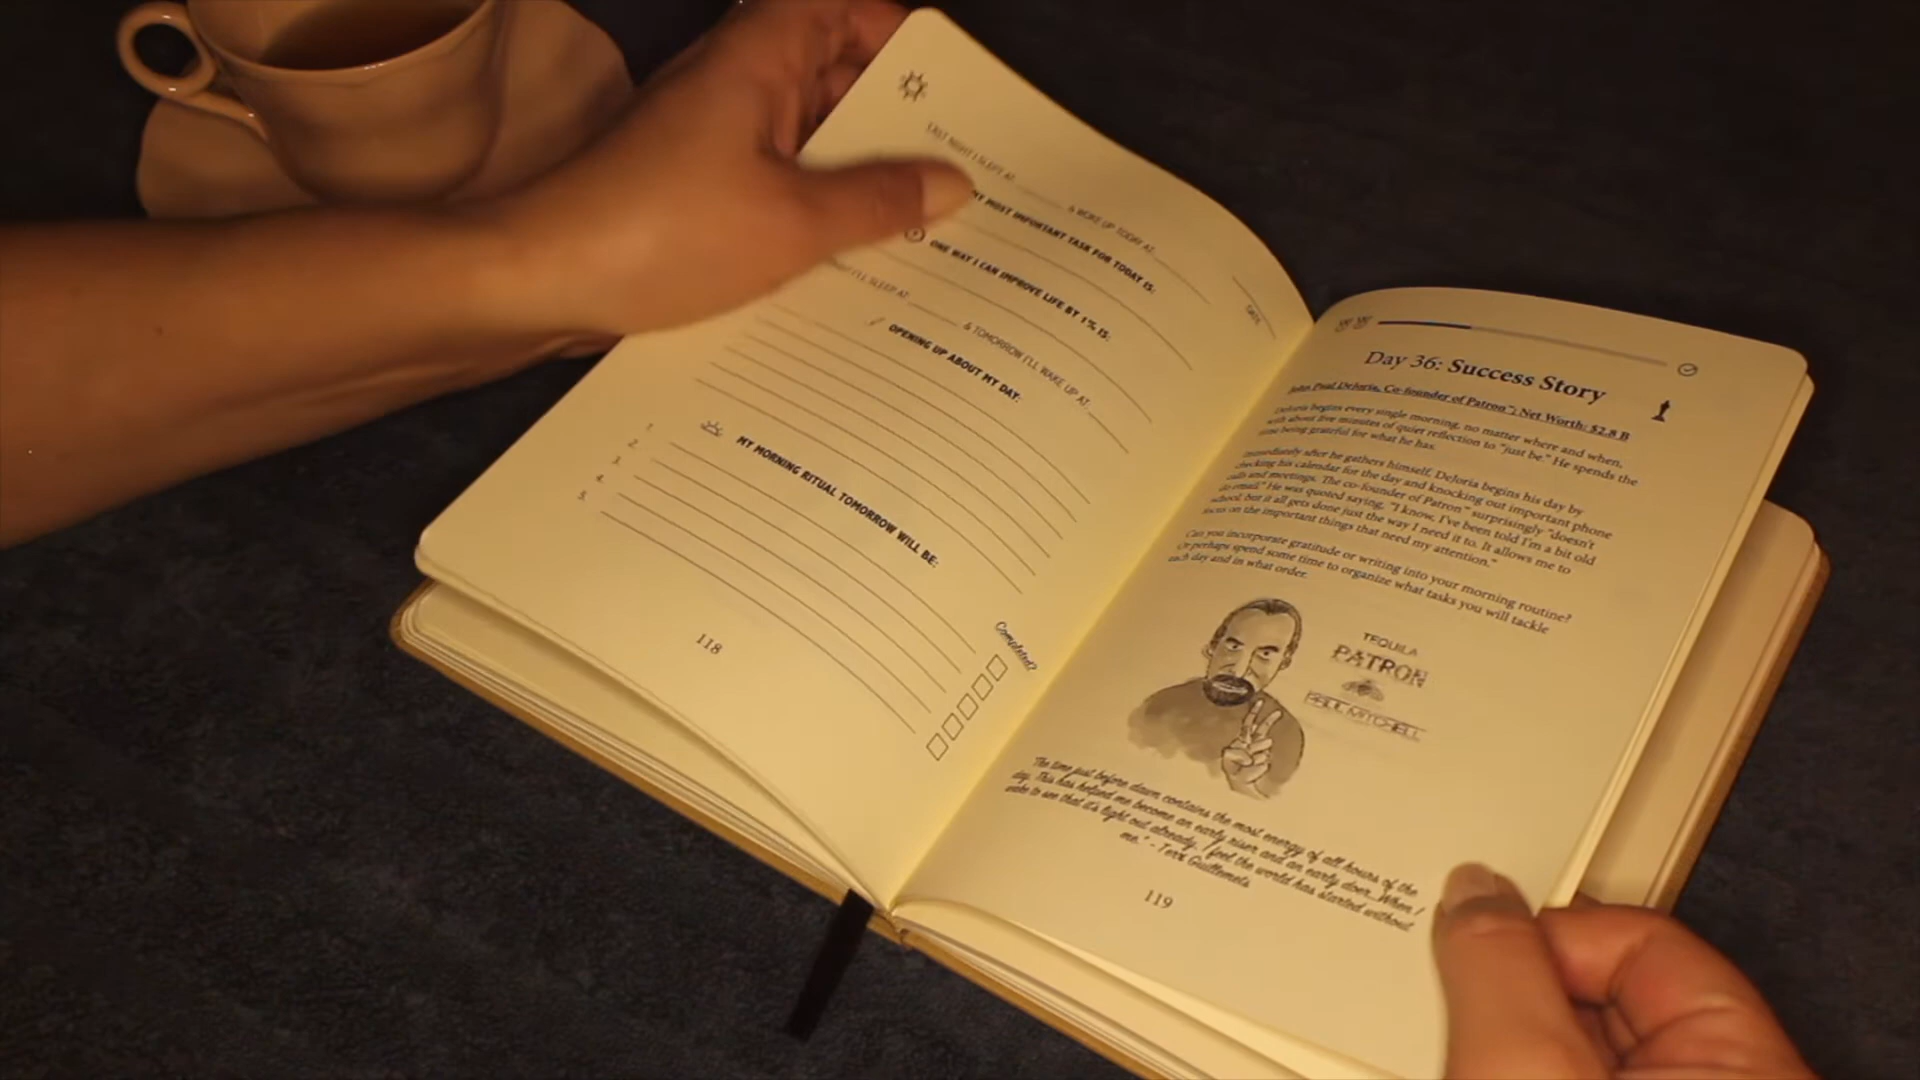 LAST NIGHT I SLEPT AT & WOKE UP TODAY AT
DATE
MY MOST IMPORTANT TASK FOR TODAY IS:
ONE WAY I CAN IMPROVE LIFE BY 1% IS:
I'LL SLEEP AT & TOMORROW I'LL WAKE UP AT
OPENING UP ABOUT MY DAY:
MY MORNING RITUAL TOMORROW WILL BE:
Completed?
1.
2.
3.
4.
5.
118
Day 36: Success Story
John Paul DeJoria, Co-founder of Patron™; Net Worth: $2.8 B
DeJoria begins every single morning, no matter where and when,
with about five minutes of quiet reflection to "just be." He spends the
time being grateful for what he has.
Immediately after he gathers himself, DeJoria begins his day by
checking his calendar for the day and knocking out important phone
calls and meetings. The co-founder of Patron™ surprisingly "doesn't
do email." He was quoted saying, "I know, I've been told I'm a bit old
school, but it all gets done just the way I need it to. It allows me to
focus on the important things that need my attention."
Can you incorporate gratitude or writing into your morning routine?
Or perhaps spend some time to organize what tasks you will tackle
each day and in what order.
TEQUILA
PATRON
PAUL MITCHELL
The time just before dawn contains the most energy of all hours of the
day. This has helped me become an early riser and an early doer...When I
wake to see that it's light out already, I feel the world has started without
me." - Terri Guillemets
119